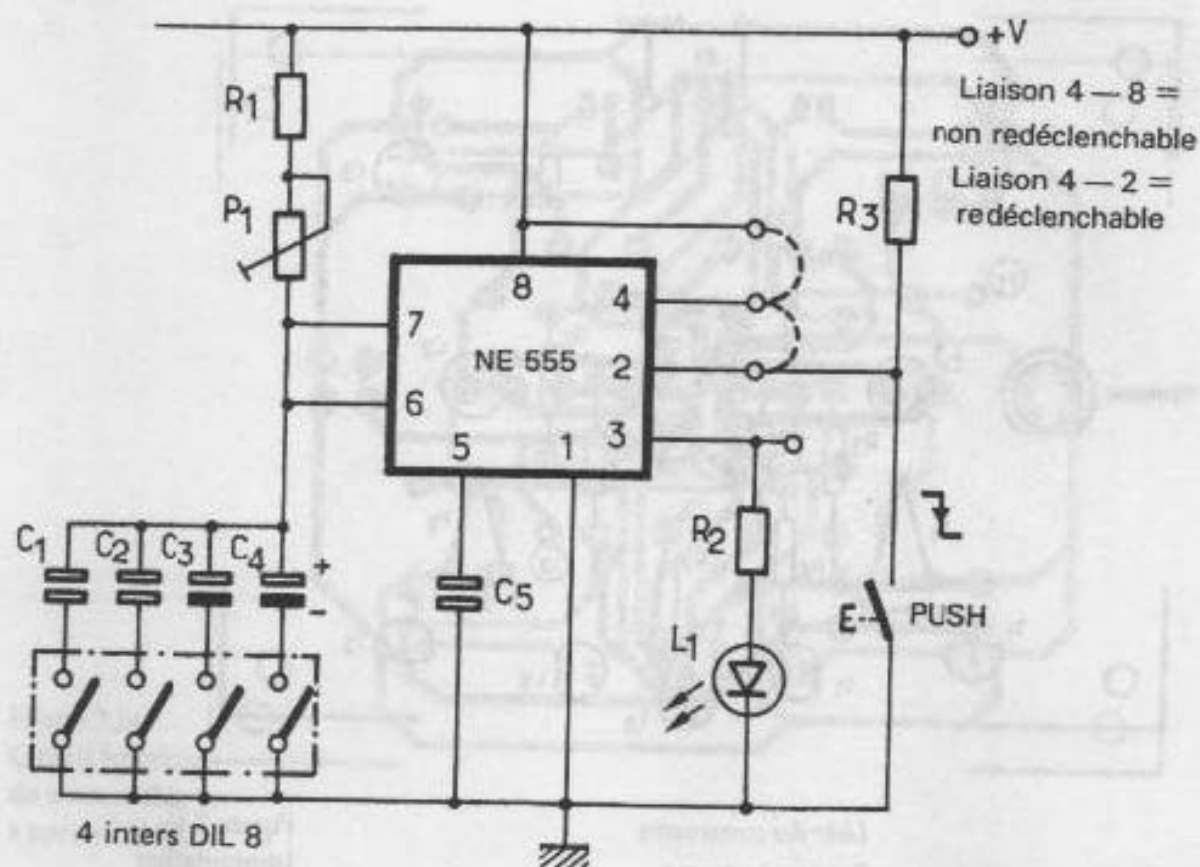 +V
Liaison 4 — 8 =
non redéclenchable
Liaison 4 — 2 =
redéclenchable
R1
P1
R3
8
4
7
NE 555
2
6
5
1
3
C1
C2
C3
C4
+
-
C5
R2
L1
E
PUSH
4 inters DIL 8